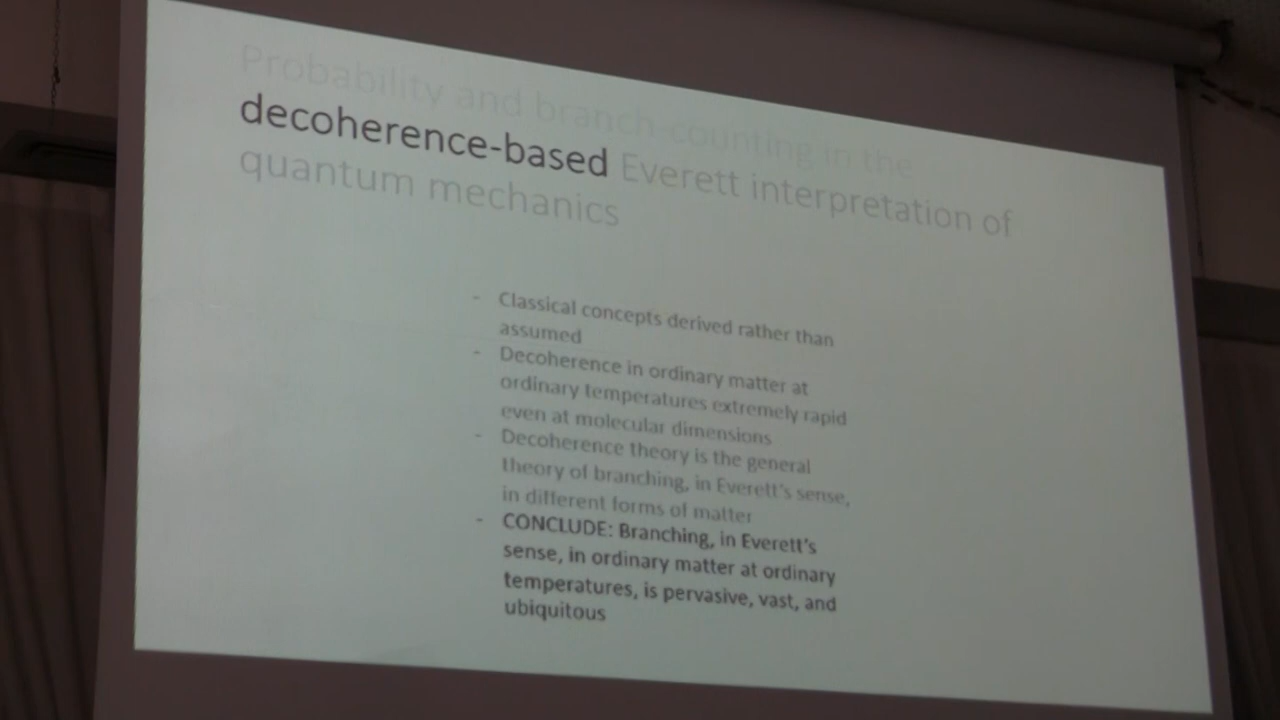 Probability and branch-counting in the
decoherence-based Everett interpretation of
quantum mechanics
- Classical concepts derived rather than
assumed
- Decoherence in ordinary matter at
ordinary temperatures extremely rapid
even at molecular dimensions
- Decoherence theory is the general
theory of branching, in Everett's sense,
in different forms of matter
- CONCLUDE: Branching, in Everett's
sense, in ordinary matter at ordinary
temperatures, is pervasive, vast, and
ubiquitous